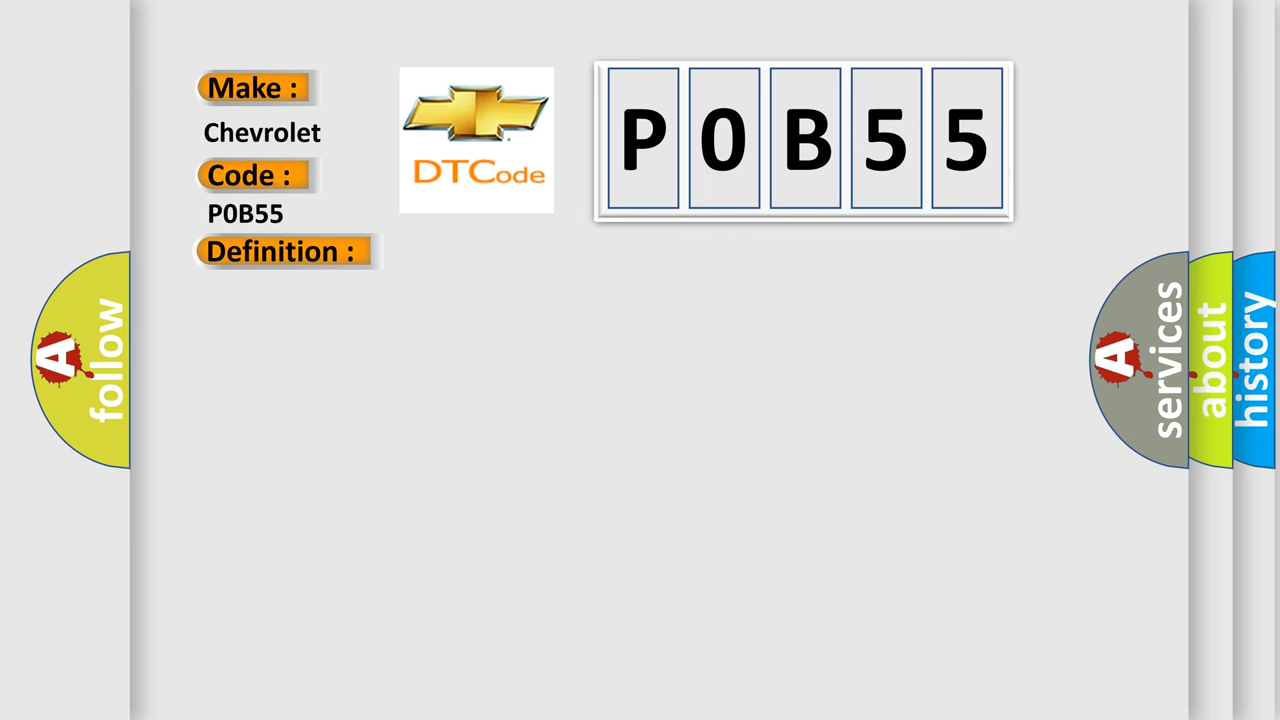 Make :
Chevrolet
Code :
P0B55
Definition :
DTCode
P 0 B 5 5
A follow
A services
about
history